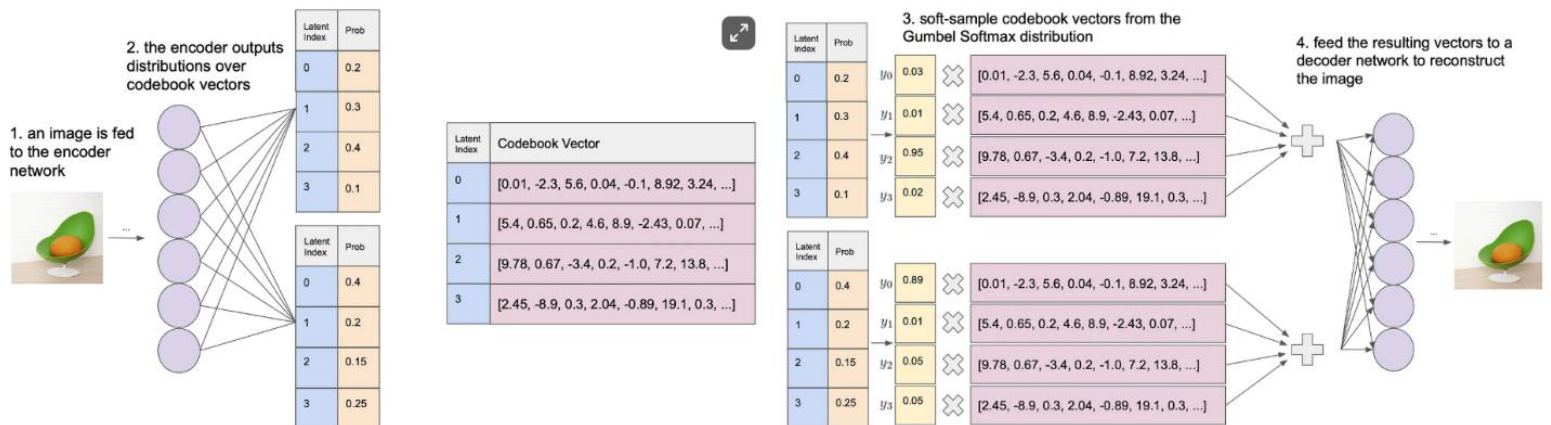 1. an image is fed
to the encoder
network
...
2. the encoder outputs
distributions over
codebook vectors
Latent Index Prob
0 0.2
1 0.3
2 0.4
3 0.1
Latent Index Prob
0 0.4
1 0.2
2 0.15
3 0.25
Latent Index Codebook Vector
0 [0.01, -2.3, 5.6, 0.04, -0.1, 8.92, 3.24, ...]
1 [5.4, 0.65, 0.2, 4.6, 8.9, -2.43, 0.07, ...]
2 [9.78, 0.67, -3.4, 0.2, -1.0, 7.2, 13.8, ...]
3 [2.45, -8.9, 0.3, 2.04, -0.89, 19.1, 0.3, ...]
3. soft-sample codebook vectors from the
Gumbel Softmax distribution
Latent Index Prob
0 0.2 y0 0.03 [0.01, -2.3, 5.6, 0.04, -0.1, 8.92, 3.24, ...]
1 0.3 y1 0.01 [5.4, 0.65, 0.2, 4.6, 8.9, -2.43, 0.07, ...]
2 0.4 y2 0.95 [9.78, 0.67, -3.4, 0.2, -1.0, 7.2, 13.8, ...]
3 0.1 y3 0.02 [2.45, -8.9, 0.3, 2.04, -0.89, 19.1, 0.3, ...]
Latent Index Prob
0 0.4 y0 0.89 [0.01, -2.3, 5.6, 0.04, -0.1, 8.92, 3.24, ...]
1 0.2 y1 0.01 [5.4, 0.65, 0.2, 4.6, 8.9, -2.43, 0.07, ...]
2 0.15 y2 0.05 [9.78, 0.67, -3.4, 0.2, -1.0, 7.2, 13.8, ...]
3 0.25 y3 0.05 [2.45, -8.9, 0.3, 2.04, -0.89, 19.1, 0.3, ...]
4. feed the resulting vectors to a
decoder network to reconstruct
the image
...